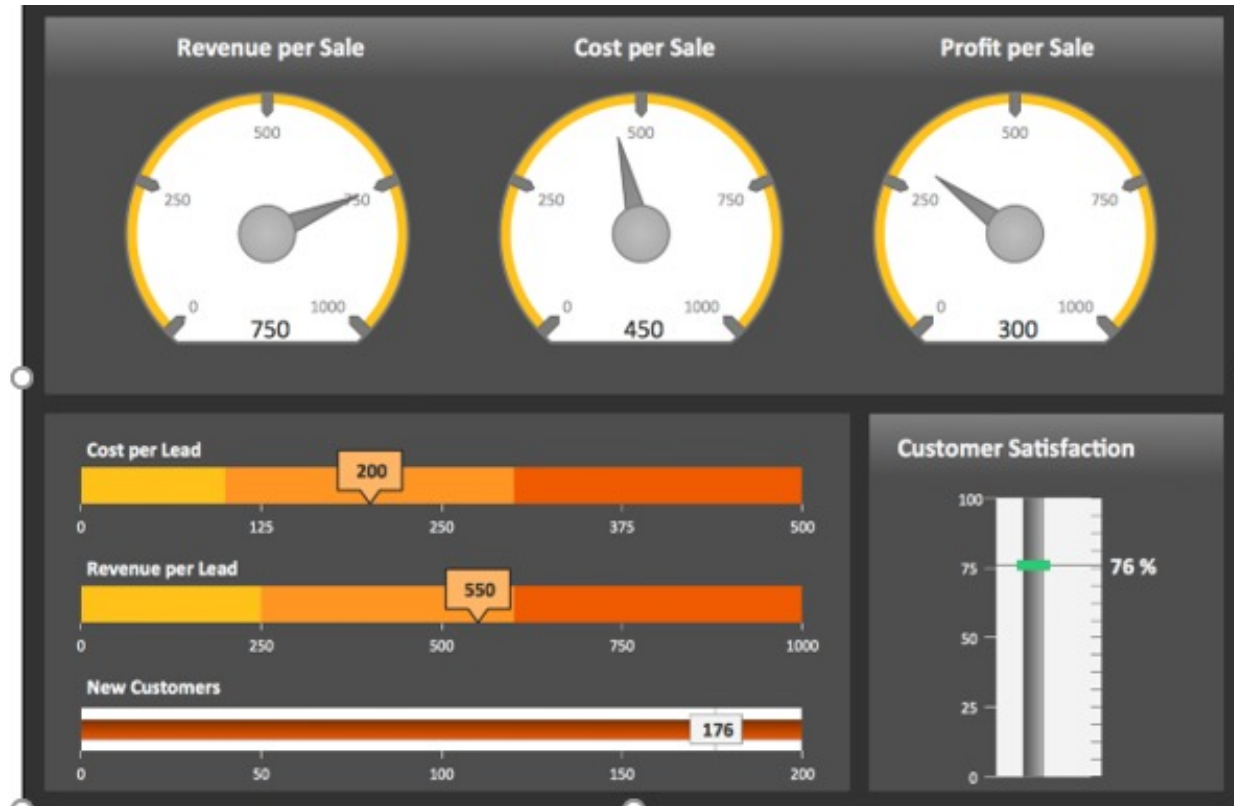 Revenue per Sale
Cost per Sale
Profit per Sale
500
250
750
0
1000
750
500
250
750
0
1000
450
500
250
750
0
1000
300
Cost per Lead
200
0 125 250 375 500
Revenue per Lead
550
0 250 500 750 1000
New Customers
176
0 50 100 150 200
Customer Satisfaction
100
75
76 %
50
25
0